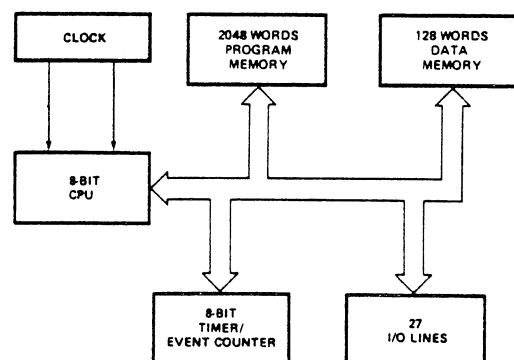 CLOCK
2048 WORDS
PROGRAM
MEMORY
128 WORDS
DATA
MEMORY
8-BIT
CPU
8-BIT
TIMER/
EVENT COUNTER
27
I/O LINES